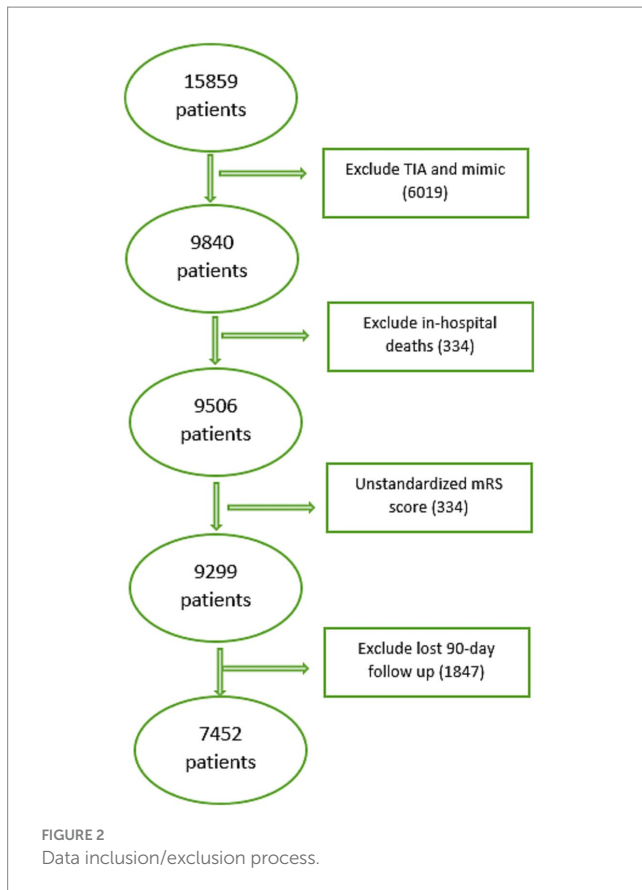 15859
patients
Exclude TIA and mimic
(6019)
9840
patients
Exclude in-hospital
deaths (334)
9506
patients
Unstandardized mRS
score (334)
9299
patients
Exclude lost 90-day
follow up (1847)
7452
patients
FIGURE 2
Data inclusion/exclusion process.